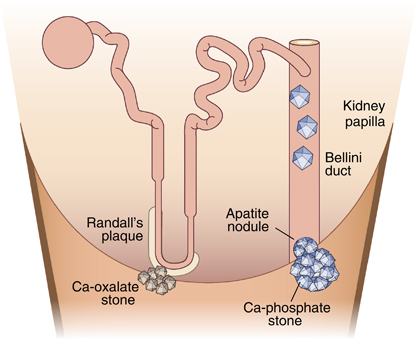 Kidney
papilla
Bellini
duct
Randall's
plaque
Apatite
nodule
Ca-oxalate
stone
Ca-phosphate
stone